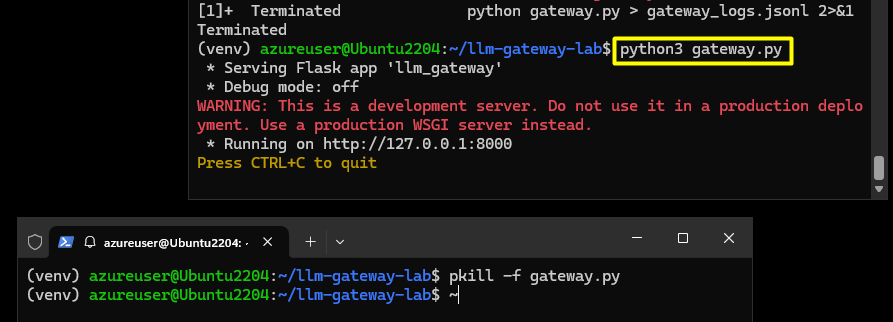 [1]+  Terminated              python gateway.py > gateway_logs.jsonl 2>&1
Terminated
(venv) azureuser@Ubuntu2204:~/llm-gateway-lab$ python3 gateway.py
 * Serving Flask app 'llm_gateway'
 * Debug mode: off
WARNING: This is a development server. Do not use it in a production deplo
yment. Use a production WSGI server instead.
 * Running on http://127.0.0.1:8000
Press CTRL+C to quit
azureuser@Ubuntu2204: ~
(venv) azureuser@Ubuntu2204:~/llm-gateway-lab$ pkill -f gateway.py
(venv) azureuser@Ubuntu2204:~/llm-gateway-lab$ ~